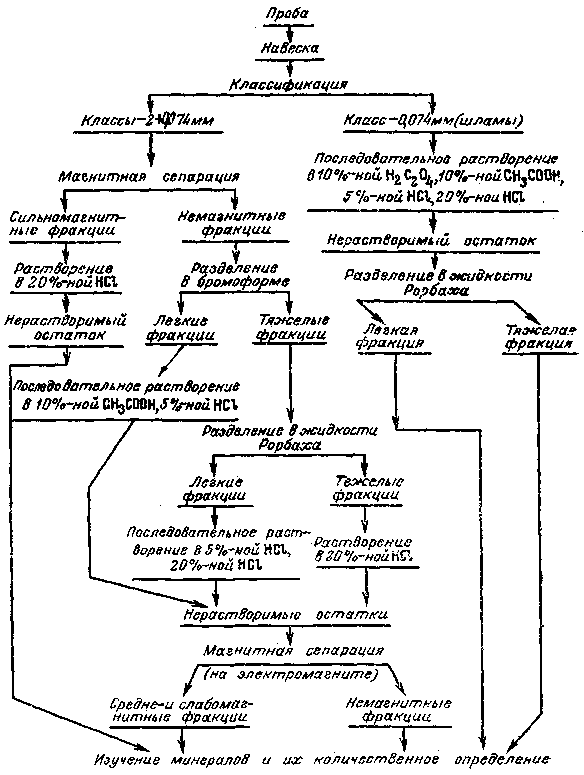 Проба
Навеска
Классификация
Классы-2+0,074мм
Класс-0,074мм(шламы)
Магнитная сепарация
Последовательное растворение
в 10%-ной H2C2O4, 10%-ной CH3COOH,
5%-ной HCl, 20%-ной HCl
Сильномагнит-
ные фракции
Немагнитные
фракции
Нерастворимый остаток
Растворение
в 20%-ной HCl
Разделение
в бромоформе
Разделение в жидкости
Рорбаха
Нерастворимый
остаток
Легкие
фракции
Тяжелые
фракции
Легкая
фракция
Тяжелая
фракция
Последовательное растворение
в 10%-ной CH3COOH, 5%-ной HCl
Разделение в жидкости
Рорбаха
Легкие
фракции
Тяжелые
фракции
Последовательное раст-
ворение в 5%-ной HCl,
20%-ной HCl
Растворение
в 20%-ной HCl
Нерастворимые остатки
Магнитная сепарация
(на электромагните)
Средне-и слабомаг-
нитные фракции
Немагнитные
фракции
Изучение минералов и их количественное определение